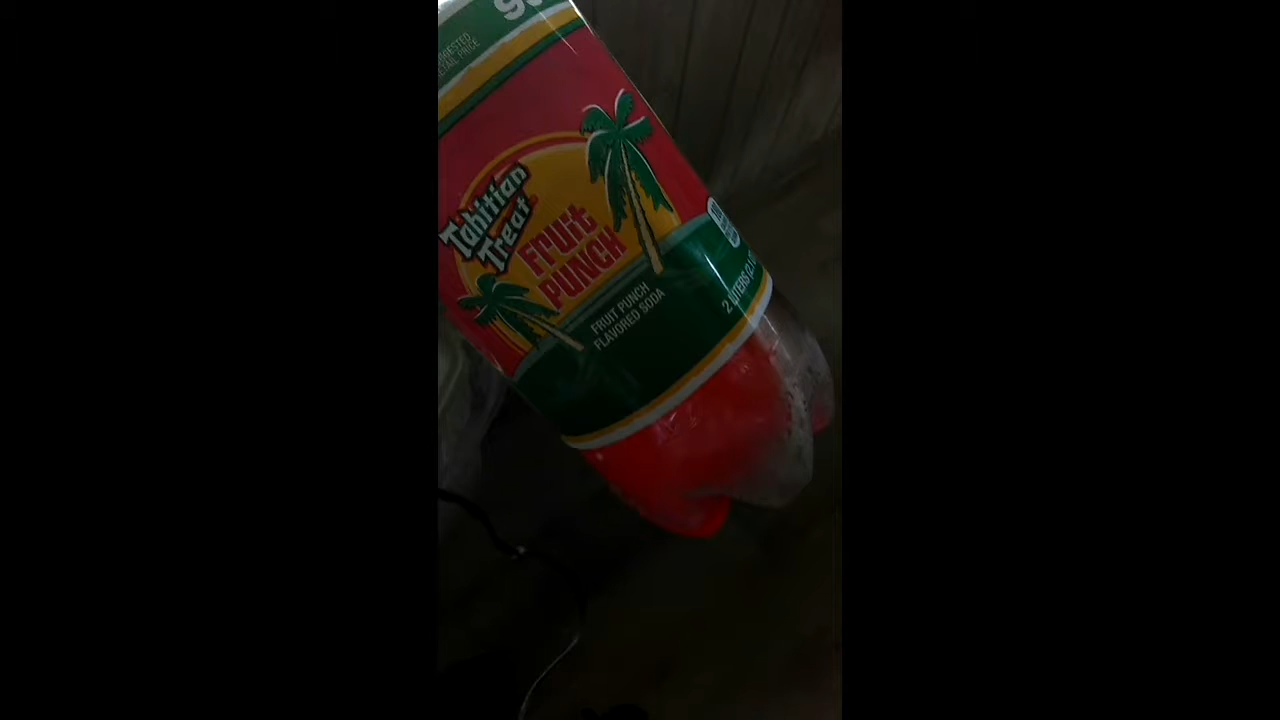 Tahitian
Treat
FRUIT
PUNCH
FRUIT PUNCH
FLAVORED SODA
2 LITERS